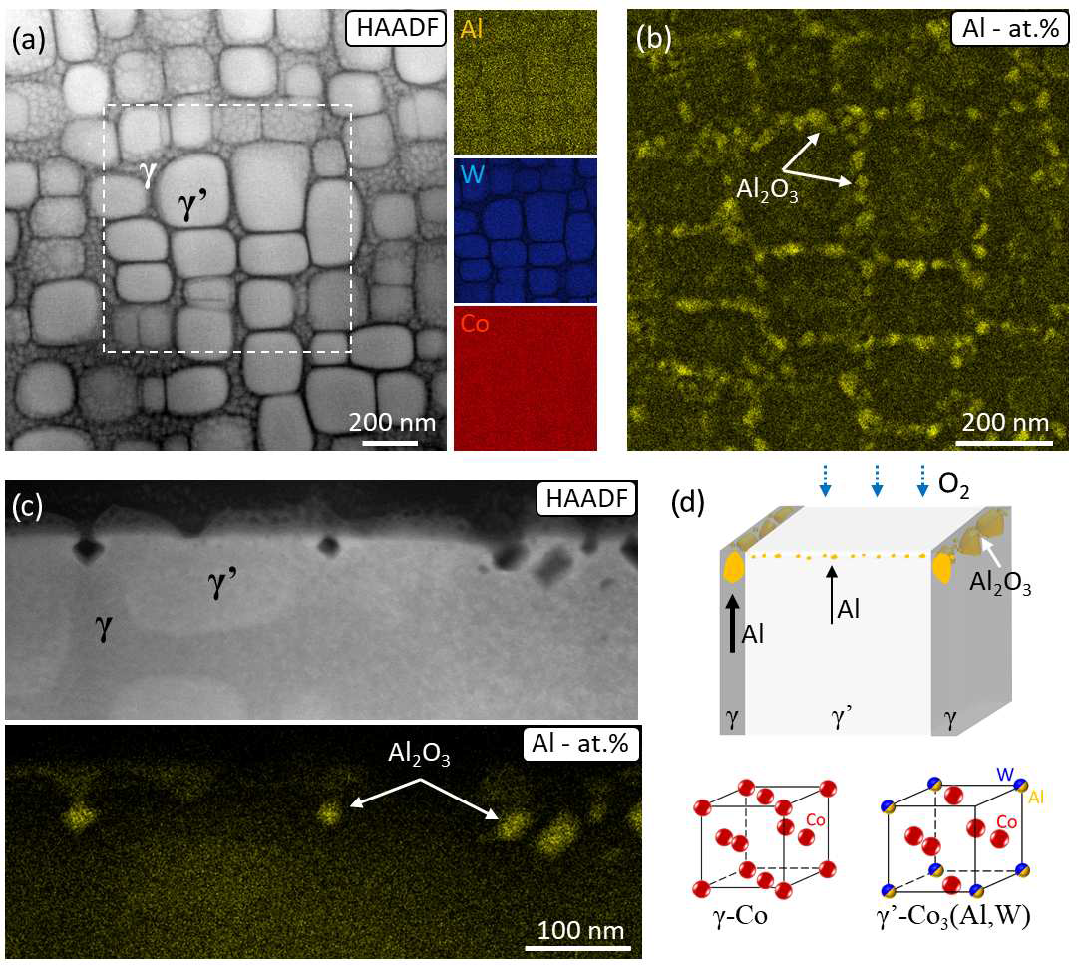 (a)
HAADF
γ
γ'
200 nm
Al
W
Co
(b)
Al - at.%
Al₂O₃
200 nm
(c)
HAADF
γ'
γ
Al - at.%
Al₂O₃
100 nm
(d)
O₂
Al₂O₃
Al
Al
γ
γ'
γ
Co
γ-Co
W
Al
Co
γ'-Co₃(Al,W)